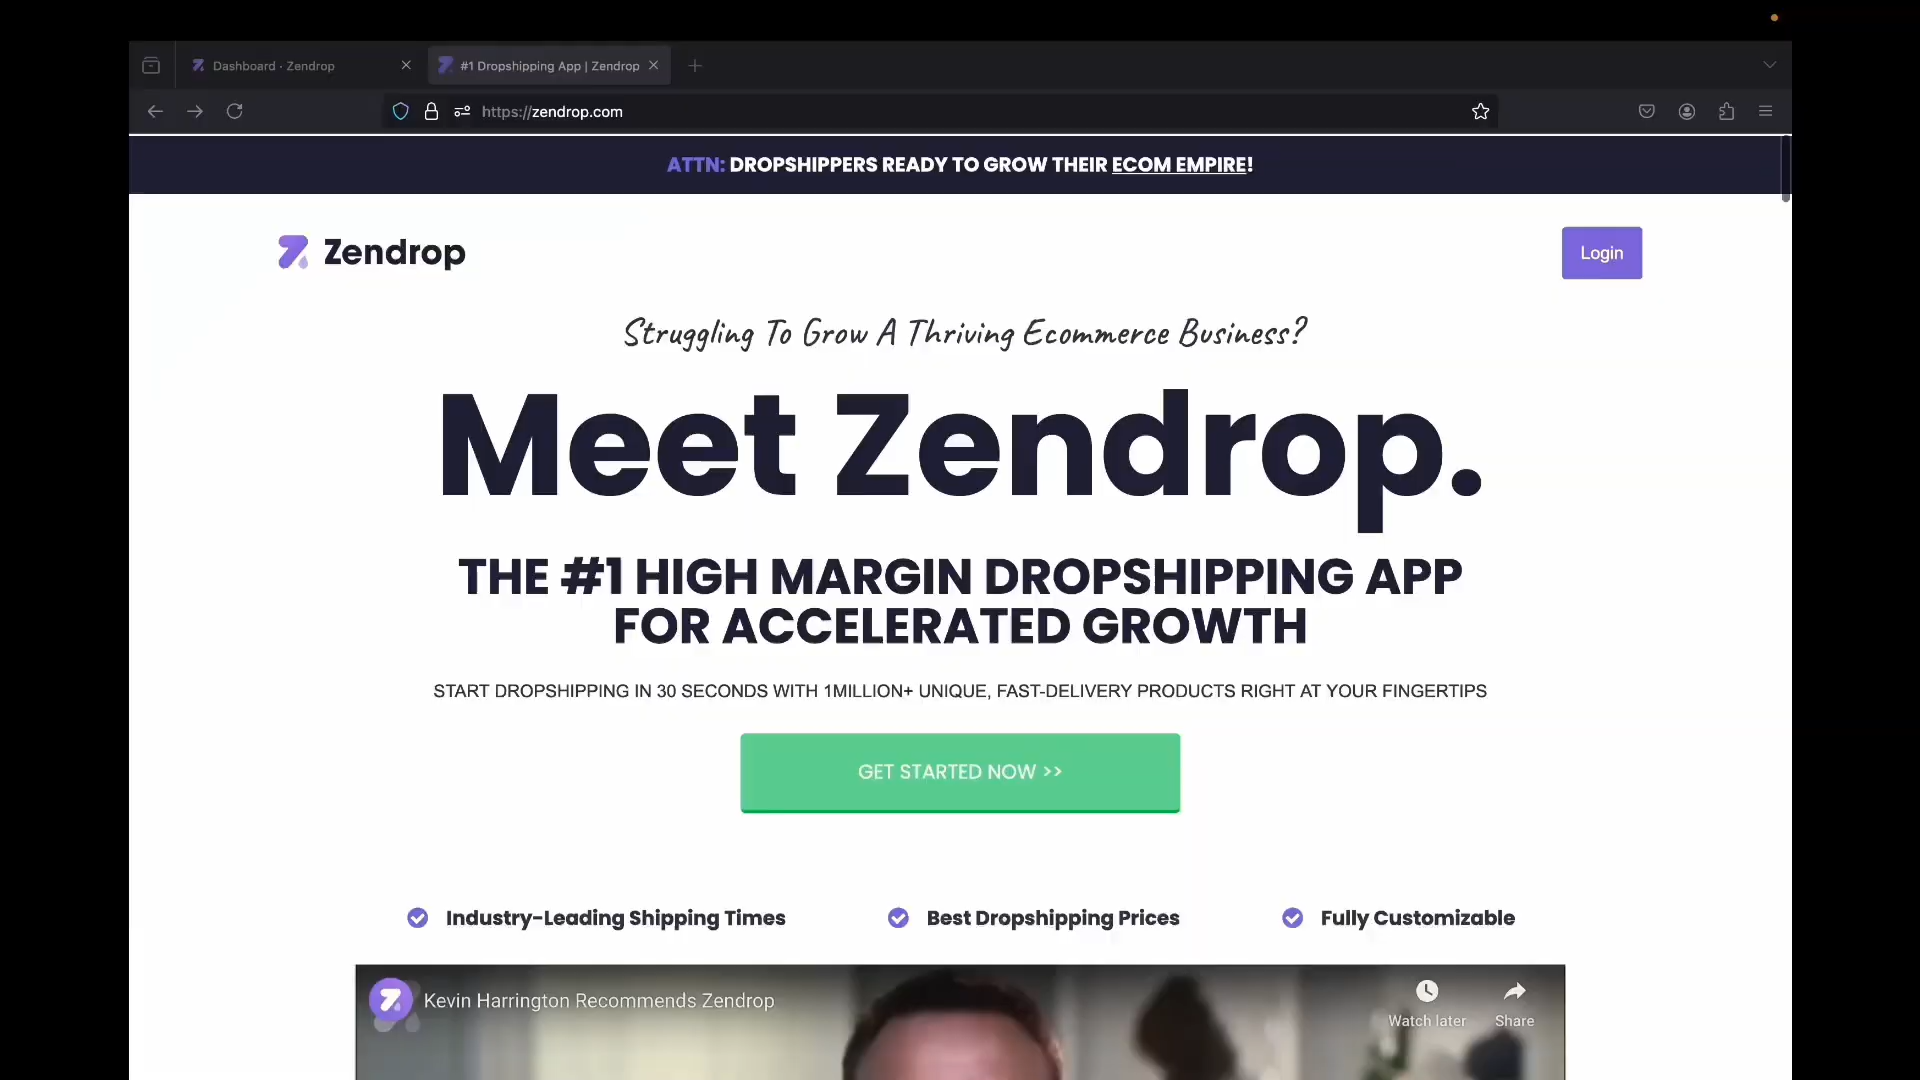 Dashboard · Zendrop
#1 Dropshipping App | Zendrop
https://zendrop.com
ATTN: DROPSHIPPERS READY TO GROW THEIR ECOM EMPIRE!
Zendrop
Login
Struggling To Grow A Thriving Ecommerce Business?
Meet Zendrop.
THE #1 HIGH MARGIN DROPSHIPPING APP
FOR ACCELERATED GROWTH
START DROPSHIPPING IN 30 SECONDS WITH 1MILLION+ UNIQUE, FAST-DELIVERY PRODUCTS RIGHT AT YOUR FINGERTIPS
GET STARTED NOW >>
Industry-Leading Shipping Times
Best Dropshipping Prices
Fully Customizable
Kevin Harrington Recommends Zendrop
Watch later
Share